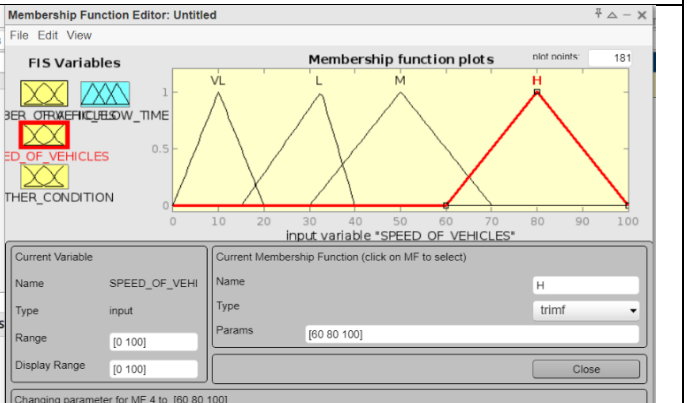 Membership Function Editor: Untitled
File Edit View
FIS Variables
Membership function plots
plot points: 181
FLOW_TIME
ED_OF_VEHICLES
THER_CONDITION
VL L M H
1
0.5
0
0 10 20 30 40 50 60 70 80 90 100
input variable "SPEED_OF_VEHICLES"
Current Variable
Name SPEED_OF_VEHI
Type input
Range [0 100]
Display Range [0 100]
Current Membership Function (click on MF to select)
Name H
Type trimf
Params [60 80 100]
Close
Changing parameter for MF 4 to [60 80 100]